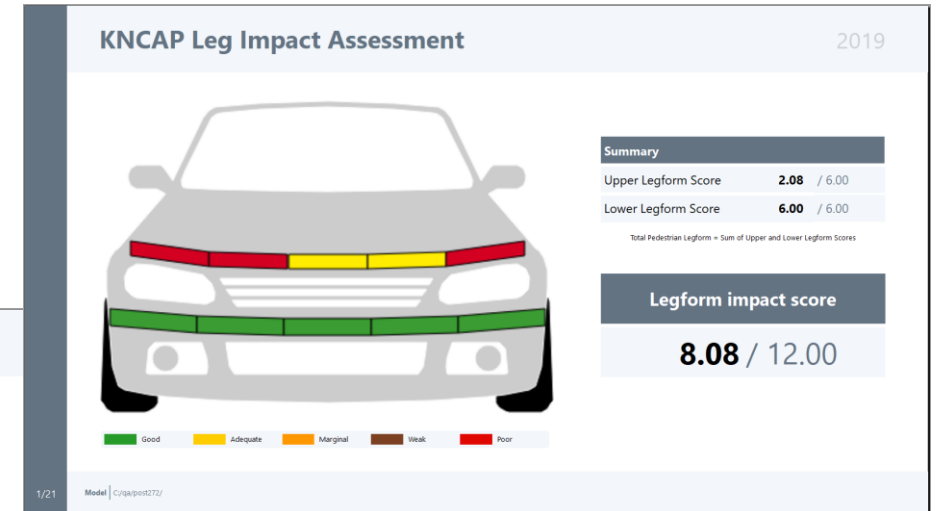 KNCAP Leg Impact Assessment
2019
Summary
Upper Legform Score 2.08 / 6.00
Lower Legform Score 6.00 / 6.00
Total Pedestrian Legform = Sum of Upper and Lower Legform Scores
Legform impact score
8.08 / 12.00
Good Adequate Marginal Weak Poor
1/21 Model C:/qa/post272/